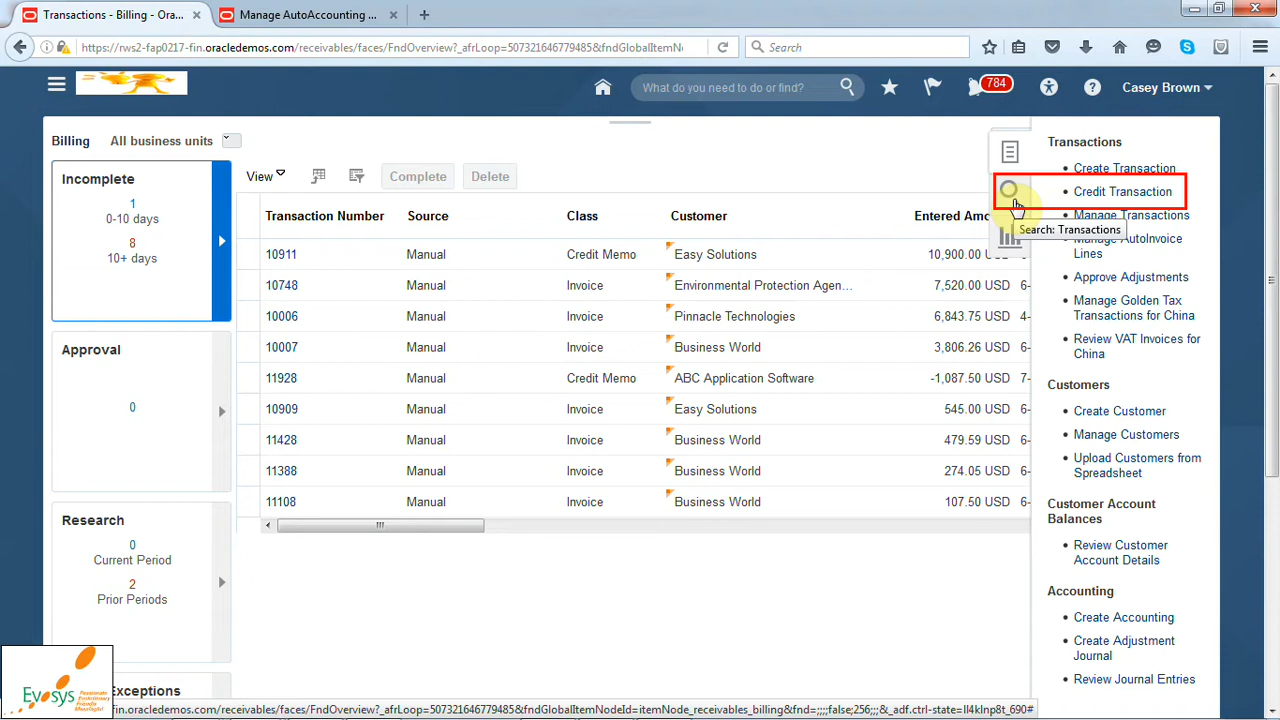 Transactions - Billing - Ora... ×
Manage AutoAccounting ... ×
https://rws2-fap0217-fin.oracledemos.com/receivables/faces/FndOverview?_afrLoop=507321646779485&fndGlobalItemNo
Search
What do you need to do or find?
784
Casey Brown
Billing All business units
Incomplete
1
0-10 days
8
10+ days
Approval
0
Research
0
Current Period
2
Prior Periods
Exceptions
View Complete Delete
Transaction Number Source Class Customer Entered Amo
10911 Manual Credit Memo Easy Solutions 10,900.00 USD 6-
10748 Manual Invoice Environmental Protection Agen... 7,520.00 USD 6-
10006 Manual Invoice Pinnacle Technologies 6,843.75 USD 4-
10007 Manual Invoice Business World 3,806.26 USD 6-
11928 Manual Credit Memo ABC Application Software -1,087.50 USD 7-
10909 Manual Invoice Easy Solutions 545.00 USD 6-
11428 Manual Invoice Business World 479.59 USD 6-
11388 Manual Invoice Business World 274.05 USD 6-
11108 Manual Invoice Business World 107.50 USD 6-
Search: Transactions
Transactions
Create Transaction
Credit Transaction
Manage Transactions
Manage AutoInvoice
Lines
Approve Adjustments
Manage Golden Tax
Transactions for China
Review VAT Invoices for
China
Customers
Create Customer
Manage Customers
Upload Customers from
Spreadsheet
Customer Account
Balances
Review Customer
Account Details
Accounting
Create Accounting
Create Adjustment
Journal
Review Journal Entries
Evosys
fin.oracledemos.com/receivables/faces/FndOverview?_afrLoop=507321646779485&fndGlobalItemNodeId=itemNode_receivables_billing&fnd=;;;;false;256;;;&_adf.ctrl-state=